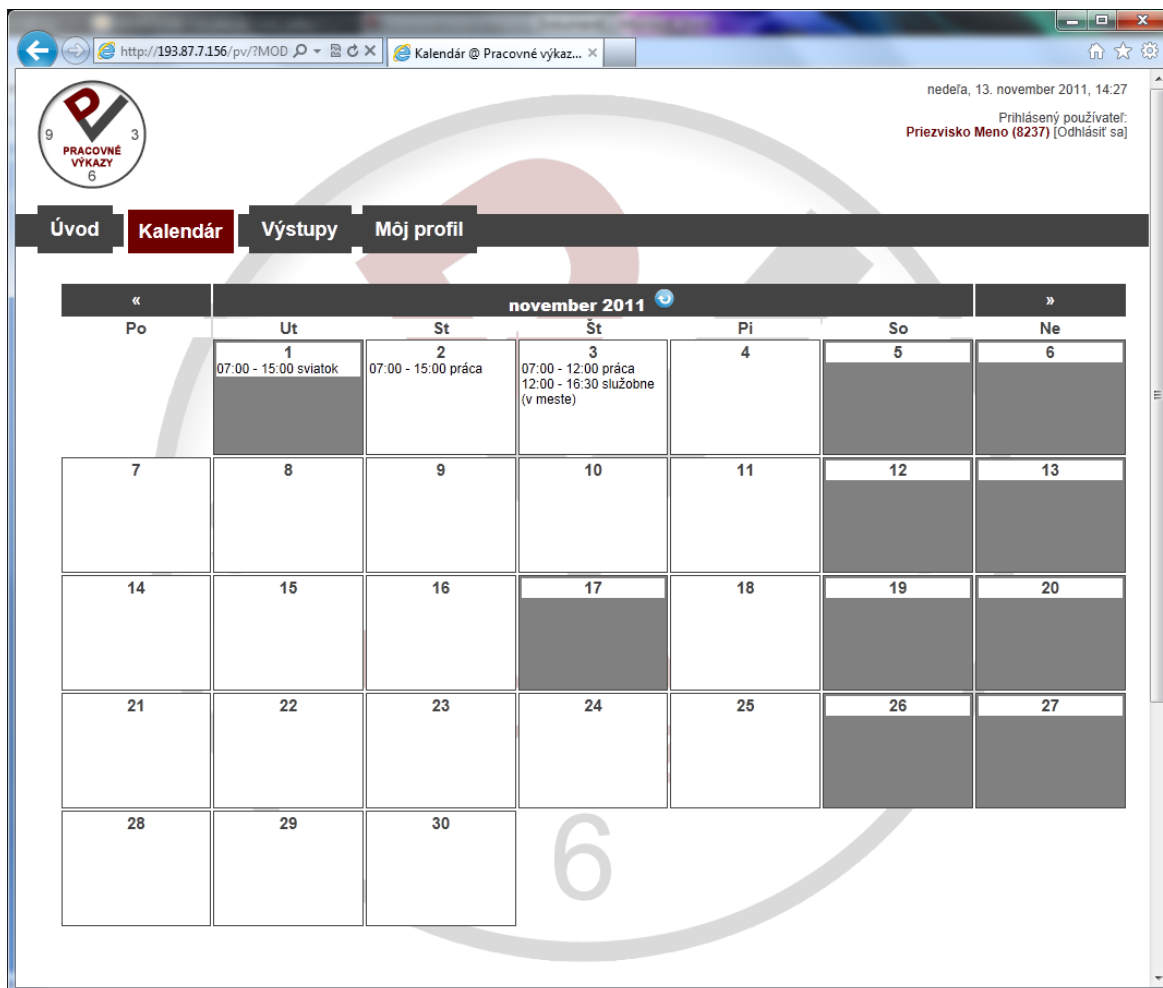 http://193.87.7.156/pv/?MOD
Kalendár @ Pracovné výkaz...
nedeľa, 13. november 2011, 14:27
Prihlásený používateľ:
Priezvisko Meno (8237) [Odhlásiť sa]
9 3
PRACOVNÉ
VÝKAZY
6
Úvod Kalendár Výstupy Môj profil
« november 2011 »
Po Ut St Št Pi So Ne
1 2 3 4 5 6
07:00 - 15:00 sviatok 07:00 - 15:00 práca 07:00 - 12:00 práca
12:00 - 16:30 služobne
(v meste)
7 8 9 10 11 12 13
14 15 16 17 18 19 20
21 22 23 24 25 26 27
28 29 30
6